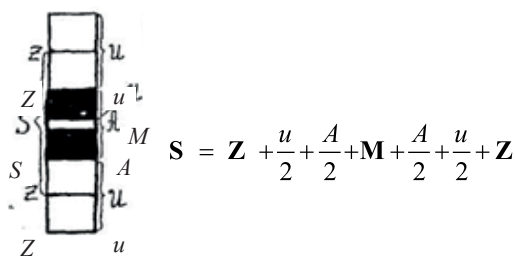 Z u
Z u
S A M
S A
Z u
Z u
S = Z + u/2 + A/2 + M + A/2 + u/2 + Z